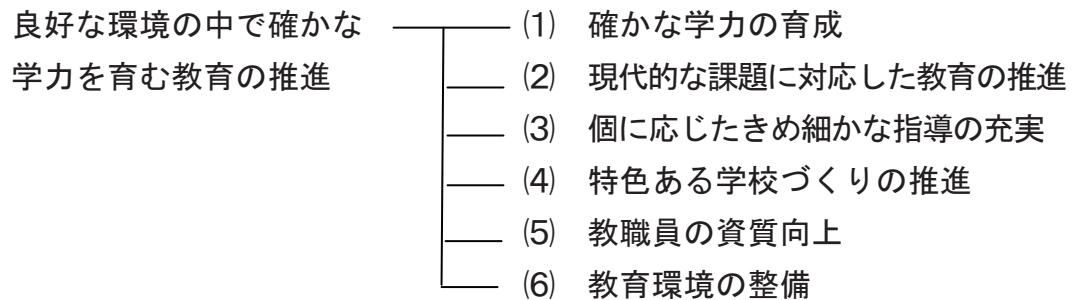 良好な環境の中で確かな
学力を育む教育の推進
⑴ 確かな学力の育成
⑵ 現代的な課題に対応した教育の推進
⑶ 個に応じたきめ細かな指導の充実
⑷ 特色ある学校づくりの推進
⑸ 教職員の資質向上
⑹ 教育環境の整備